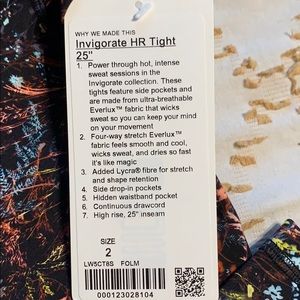 WHY WE MADE THIS
Invigorate HR Tight
25"
1. Power through hot, intense
sweat sessions in the
Invigorate collection. These
tights feature side pockets and
are made from ultra-breathable
Everlux™ fabric that wicks
sweat so you can keep your mind
on your movement
2. Four-way stretch Everlux™
fabric feels smooth and cool,
wicks sweat, and dries so fast
it's like magic
3. Added Lycra® fibre for stretch
and shape retention
4. Side drop-in pockets
5. Hidden waistband pocket
6. Continuous drawcord
7. High rise, 25" inseam
SIZE
2
LW5CT8S FOLM
000123028104